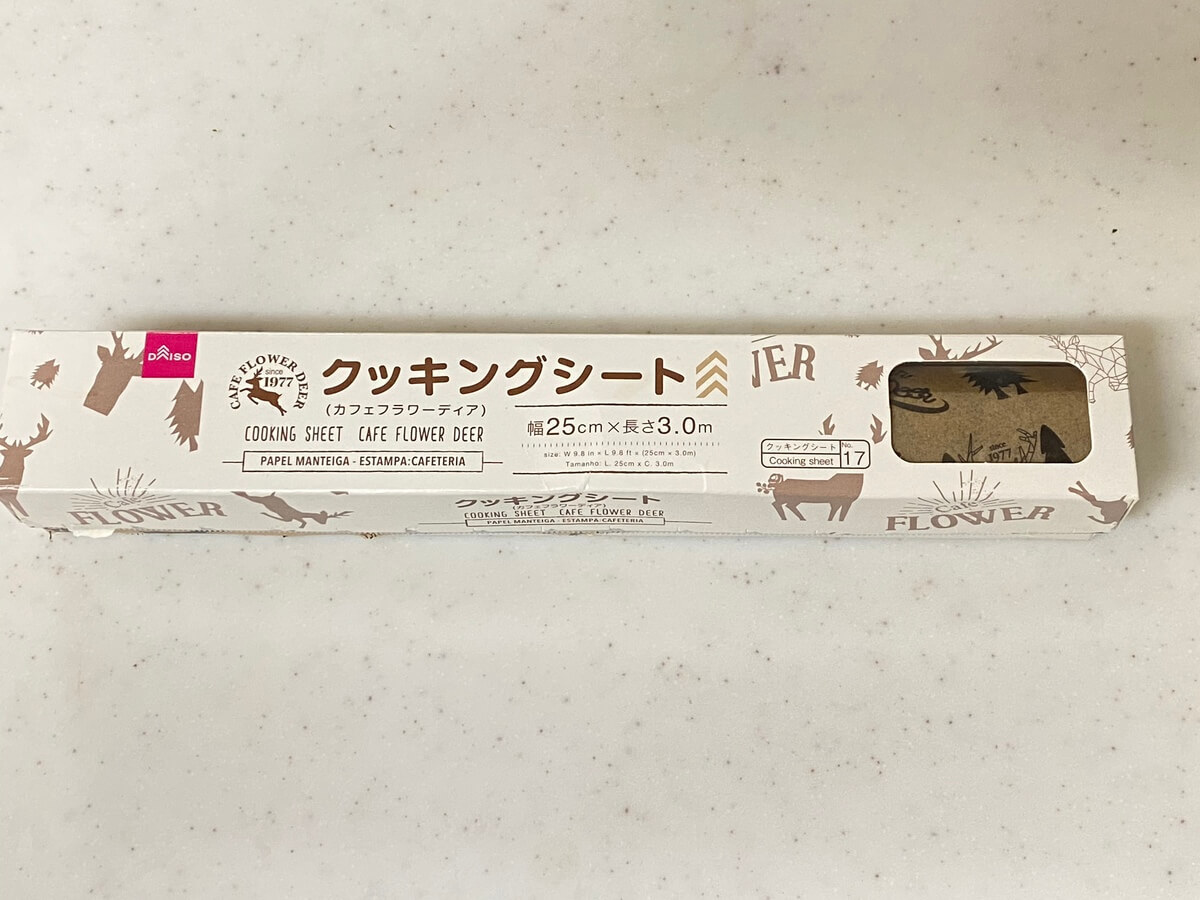 DAISO
CAFE FLOWER DEER
since
1977
クッキングシート
(カフェフラワーディア)
COOKING SHEET CAFE FLOWER DEER
PAPEL MANTEIGA - ESTAMPA:CAFETERIA
幅25cm×長さ3.0m
size: W 9.8 in × L 9.8 ft (25cm × 3.0m)
Tamanho: L. 25cm x C. 3.0m
クッキングシート
Cooking sheet
No.
17
since
1977
Cafe
FLOWER
クッキングシート
(カフェフラワーディア)
COOKING SHEET CAFE FLOWER DEER
PAPEL MANTEIGA - ESTAMPA:CAFETERIA
Cafe
FLOWER